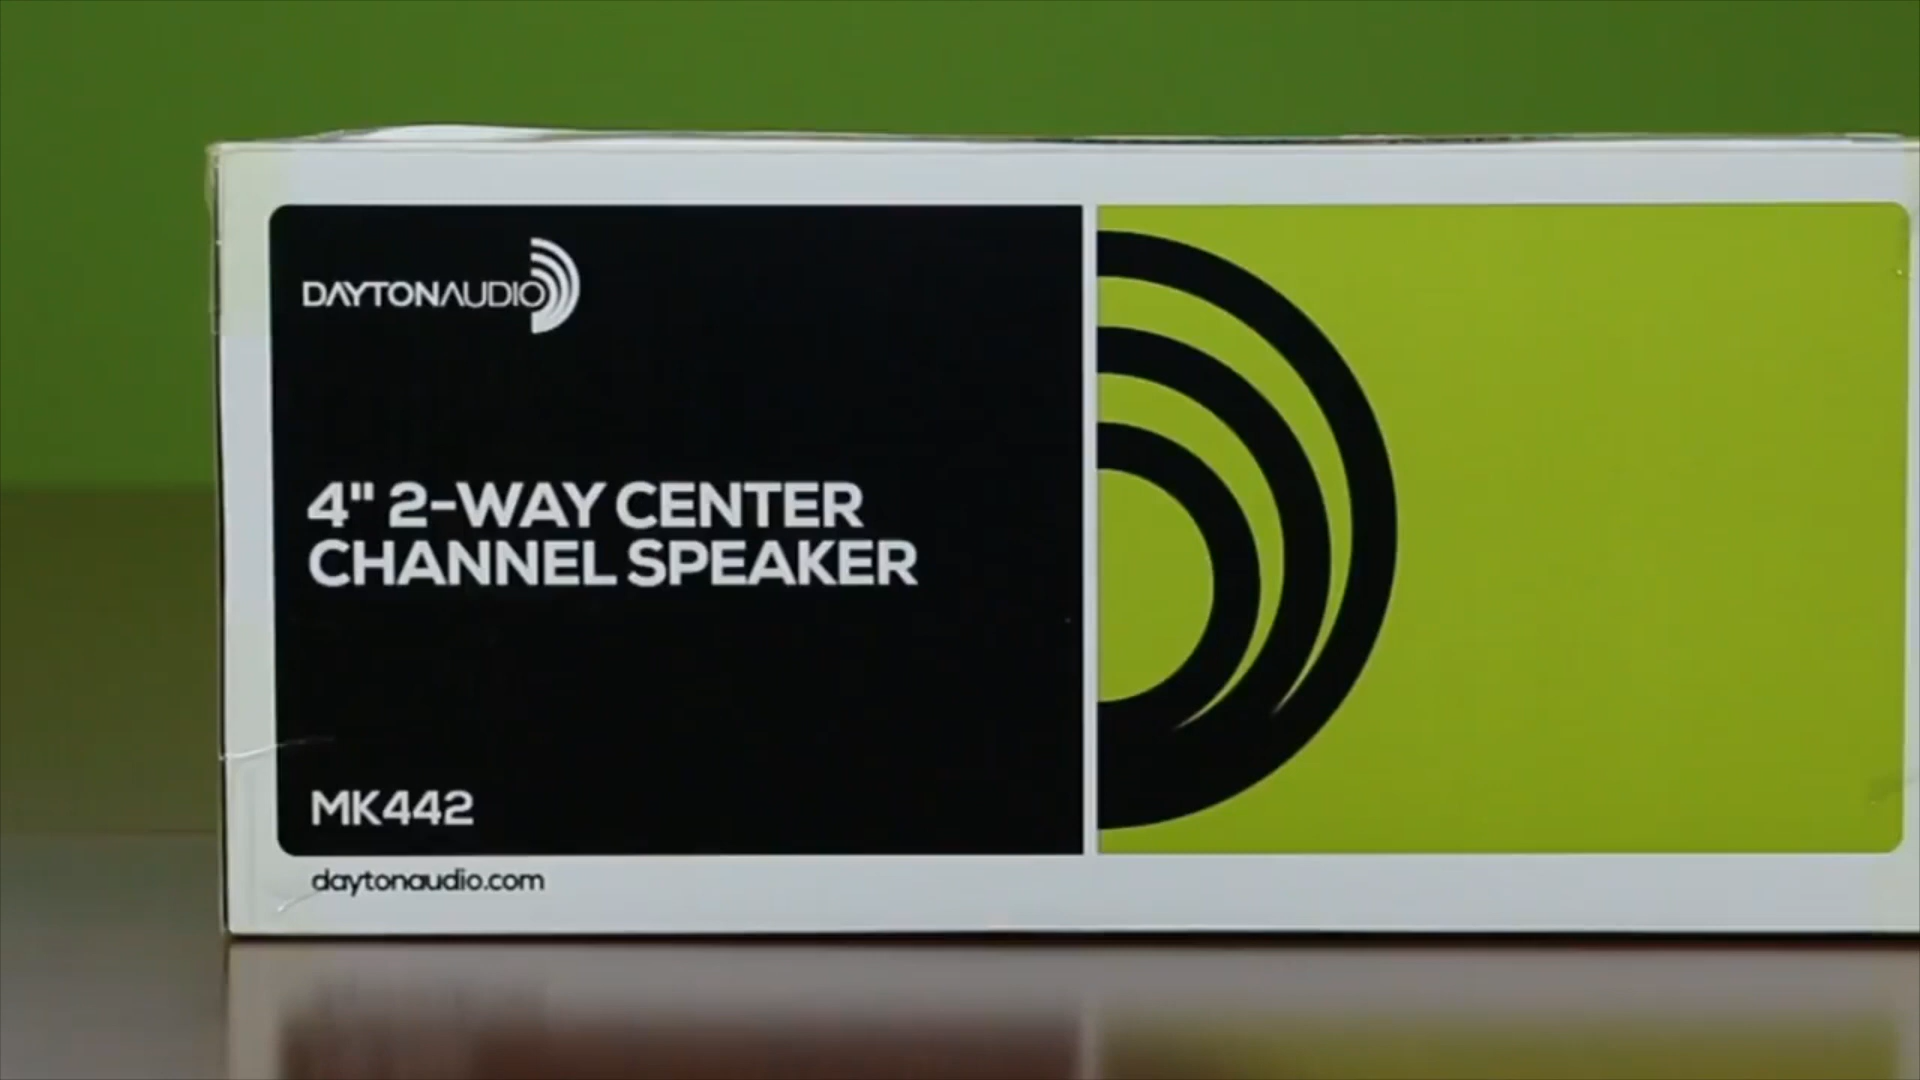 DAYTONAUDIO
4" 2-WAY CENTER
CHANNEL SPEAKER
MK442
daytonaudio.com